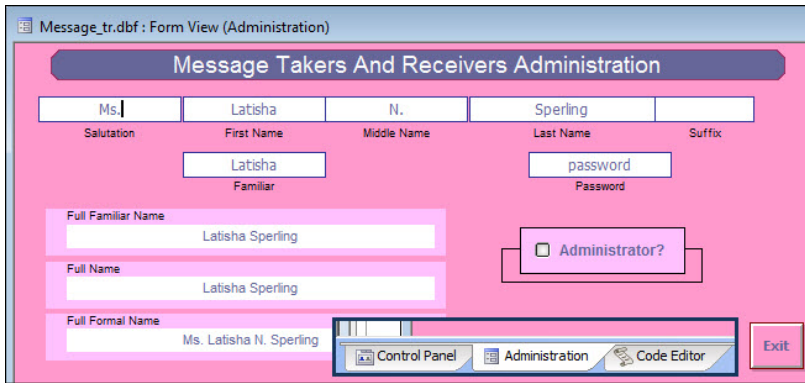 Message_tr.dbf : Form View (Administration)
Message Takers And Receivers Administration
Ms. Latisha N. Sperling
Salutation First Name Middle Name Last Name Suffix
Latisha password
Familiar Password
Full Familiar Name
Latisha Sperling
Administrator?
Full Name
Latisha Sperling
Full Formal Name
Ms. Latisha N. Sperling
Control Panel Administration Code Editor
Exit